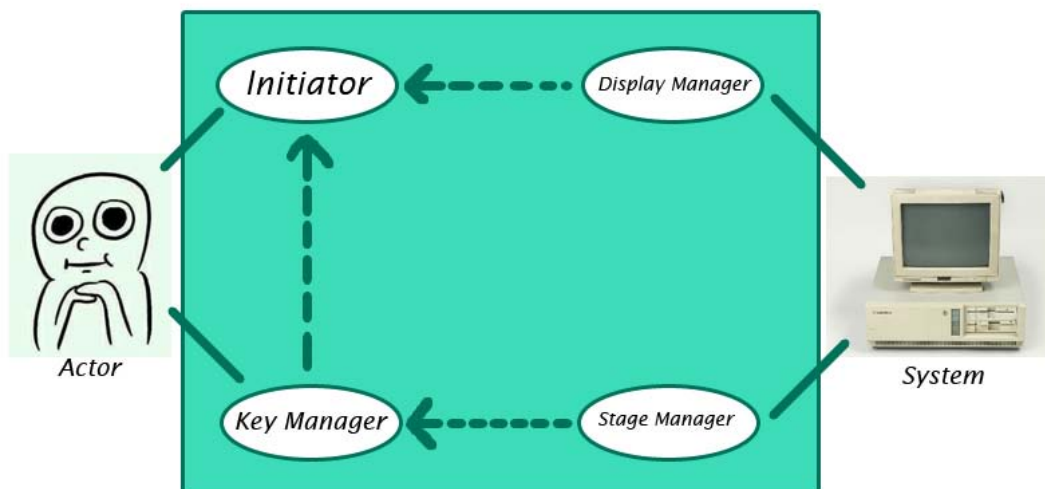 Initiator
Display Manager
Actor
System
Key Manager
Stage Manager